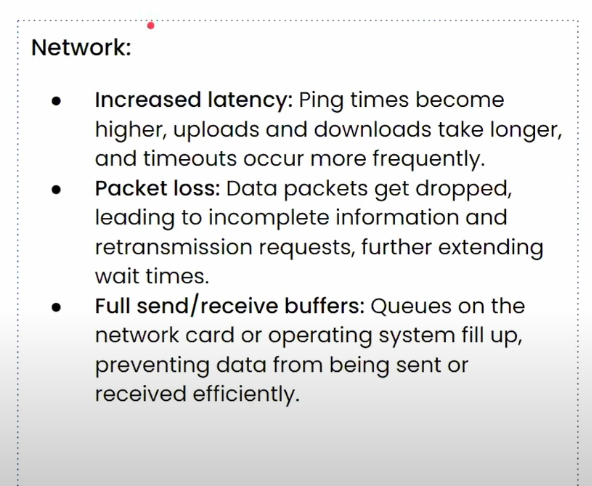 Network:
● Increased latency: Ping times become
higher, uploads and downloads take longer,
and timeouts occur more frequently.
● Packet loss: Data packets get dropped,
leading to incomplete information and
retransmission requests, further extending
wait times.
● Full send/receive buffers: Queues on the
network card or operating system fill up,
preventing data from being sent or
received efficiently.